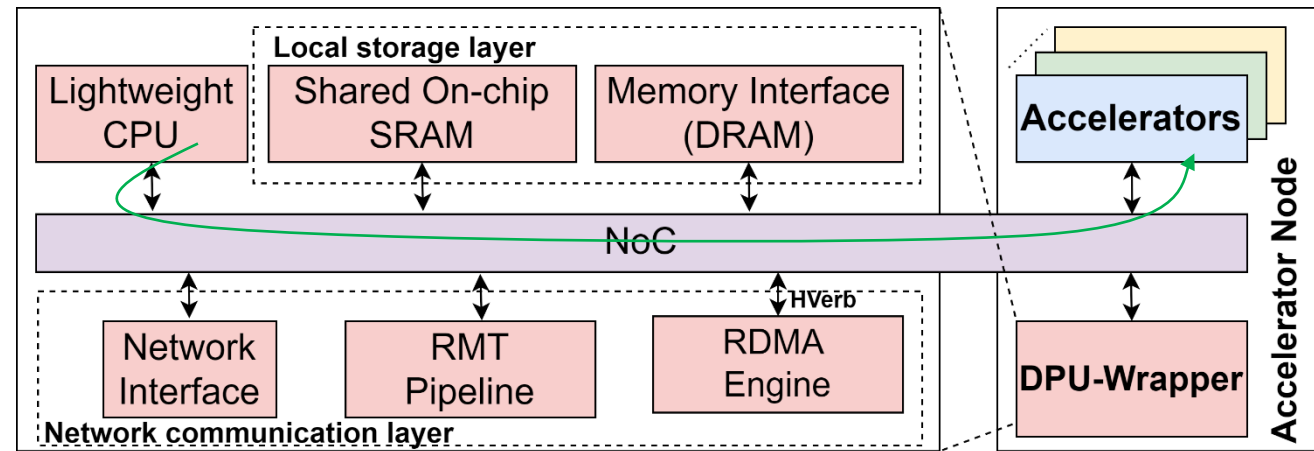 Local storage layer
Lightweight
CPU
Shared On-chip
SRAM
Memory Interface
(DRAM)
NoC
HVerb
Network
Interface
RMT
Pipeline
RDMA
Engine
Network communication layer
Accelerators
DPU-Wrapper
Accelerator Node